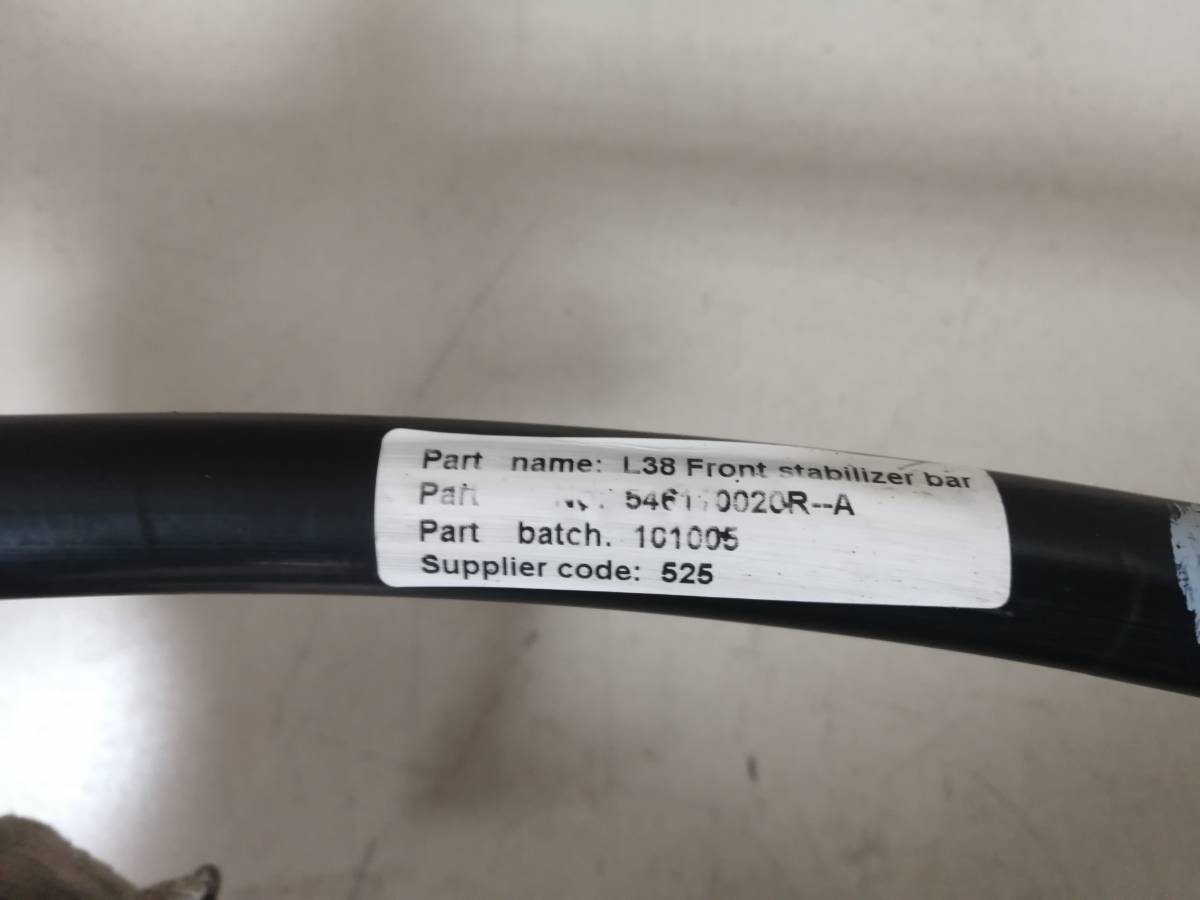 Part name: L38 Front stabilizer bar
Part
Part batch. 101005
Supplier code: 525